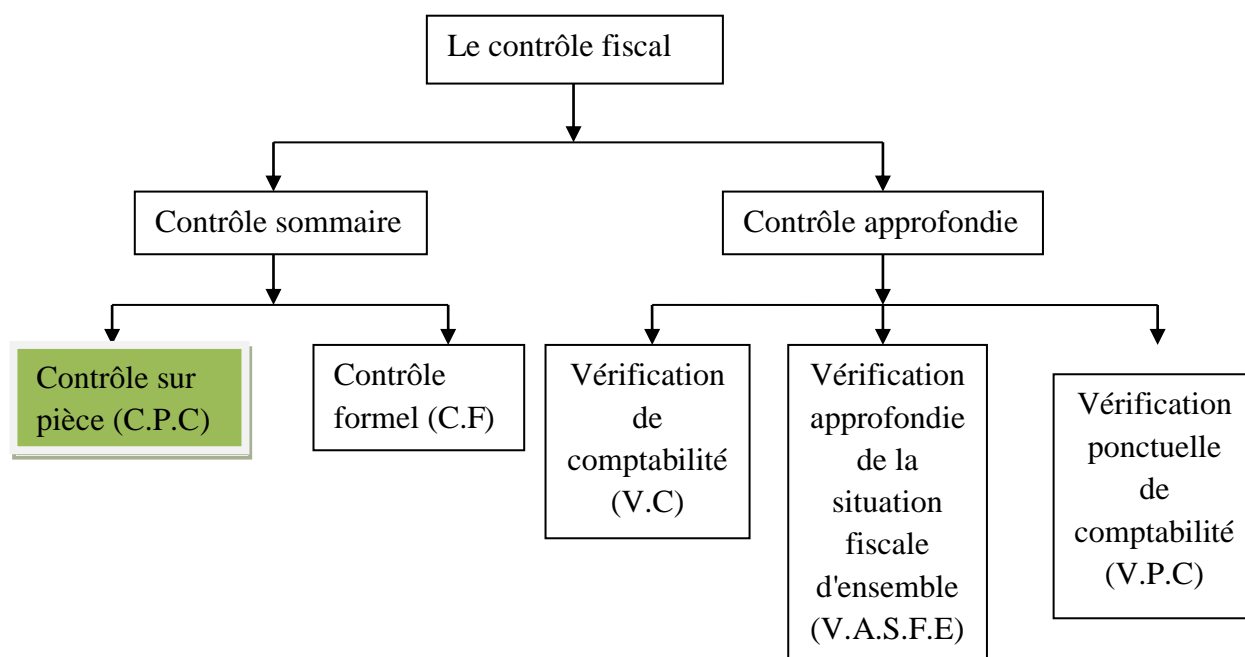 Le contrôle fiscal
Contrôle sommaire
Contrôle approfondie
Contrôle sur
pièce (C.P.C)
Contrôle
formel (C.F)
Vérification
de
comptabilité
(V.C)
Vérification
approfondie
de la
situation
fiscale
d'ensemble
(V.A.S.F.E)
Vérification
ponctuelle
de
comptabilité
(V.P.C)